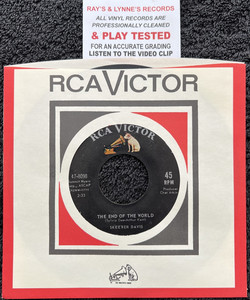 RAY'S & LYNNE'S RECORDS
ALL VINYL RECORDS ARE
PROFESSIONALLY CLEANED
& PLAY TESTED
FOR AN ACCURATE GRADING
LISTEN TO THE VIDEO CLIP
RCA VICTOR
RCA VICTOR
45
RPM
THE END OF THE WORLD
SKEETER DAVIS